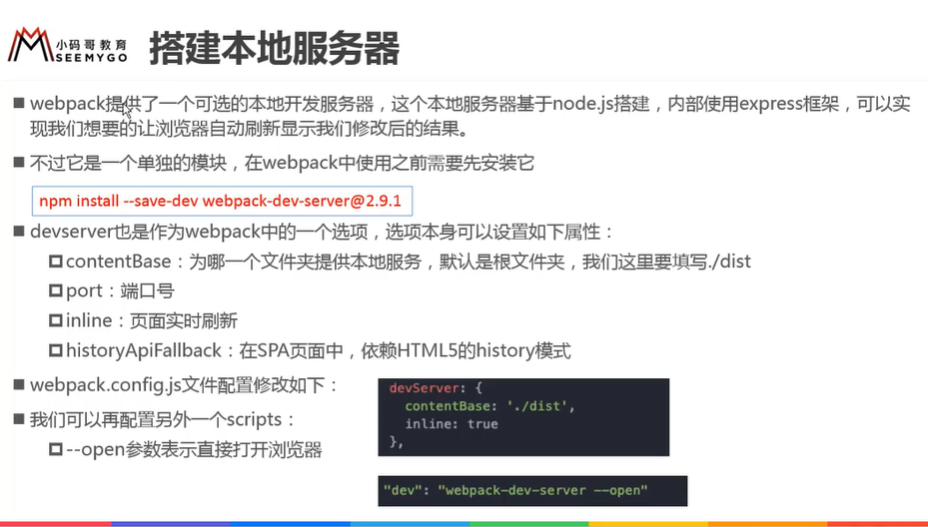 小码哥教育
SEEMYGO
搭建本地服务器
webpack提供了一个可选的本地开发服务器，这个本地服务器基于node.js搭建，内部使用express框架，可以实
现我们想要的让浏览器自动刷新显示我们修改后的结果。
不过它是一个单独的模块，在webpack中使用之前需要先安装它
npm install --save-dev webpack-dev-server@2.9.1
devserver也是作为webpack中的一个选项，选项本身可以设置如下属性：
contentBase：为哪一个文件夹提供本地服务，默认是根文件夹，我们这里要填写./dist
port：端口号
inline：页面实时刷新
historyApiFallback：在SPA页面中，依赖HTML5的history模式
webpack.config.js文件配置修改如下：
devServer: {
contentBase: './dist',
inline: true
},
我们可以再配置另外一个scripts：
--open参数表示直接打开浏览器
"dev": "webpack-dev-server --open"